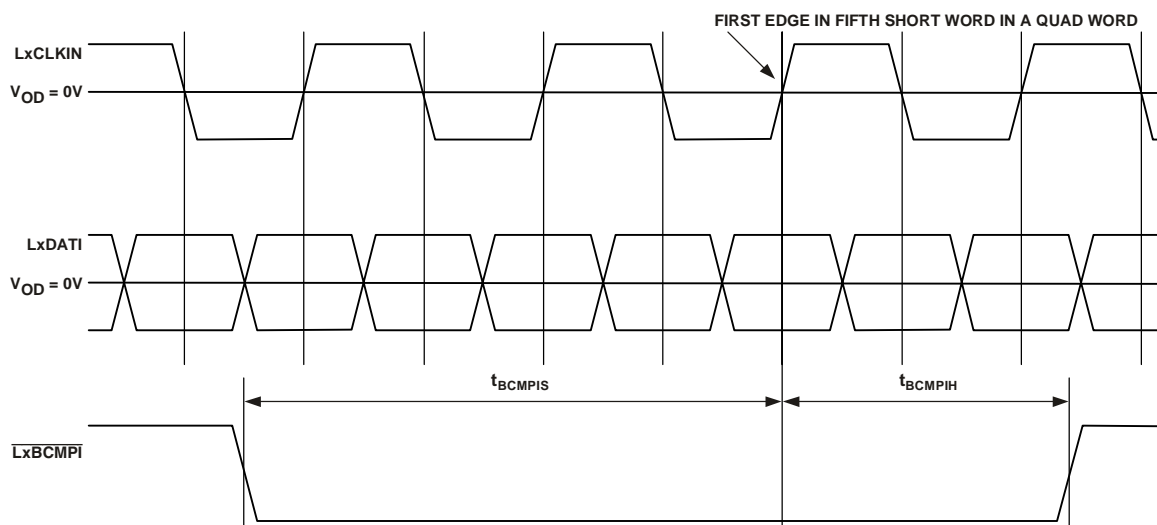 FIRST EDGE IN FIFTH SHORT WORD IN A QUAD WORD
LxCLKIN
VOD = 0V
LxDATI
VOD = 0V
tBCMPIS
tBCMPIH
LxBCMPI